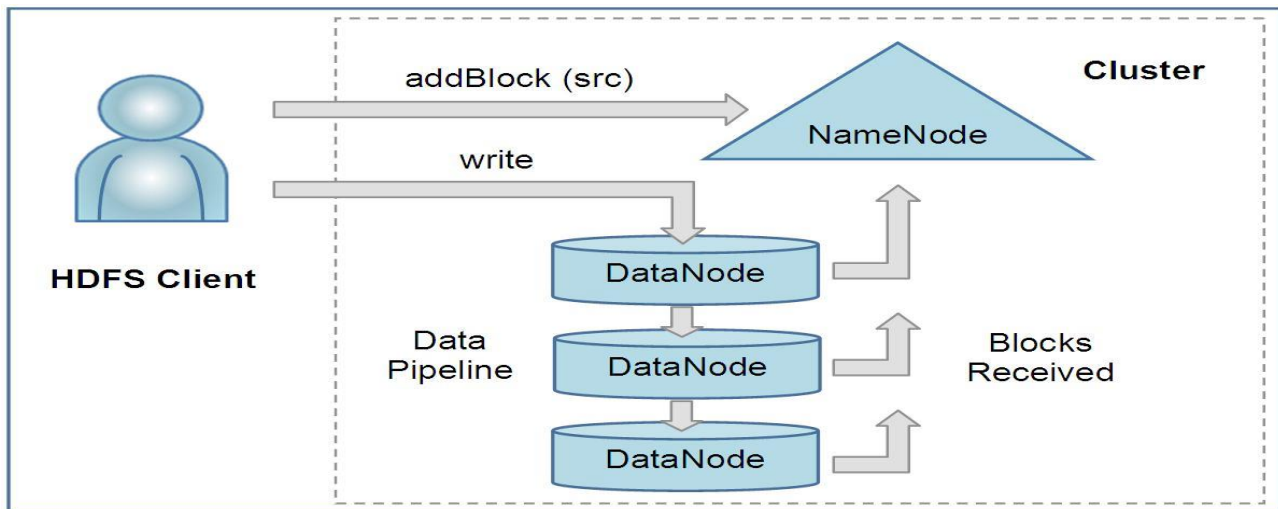 addBlock (src)
Cluster
NameNode
write
HDFS Client
DataNode
Data
Pipeline
DataNode
Blocks
Received
DataNode